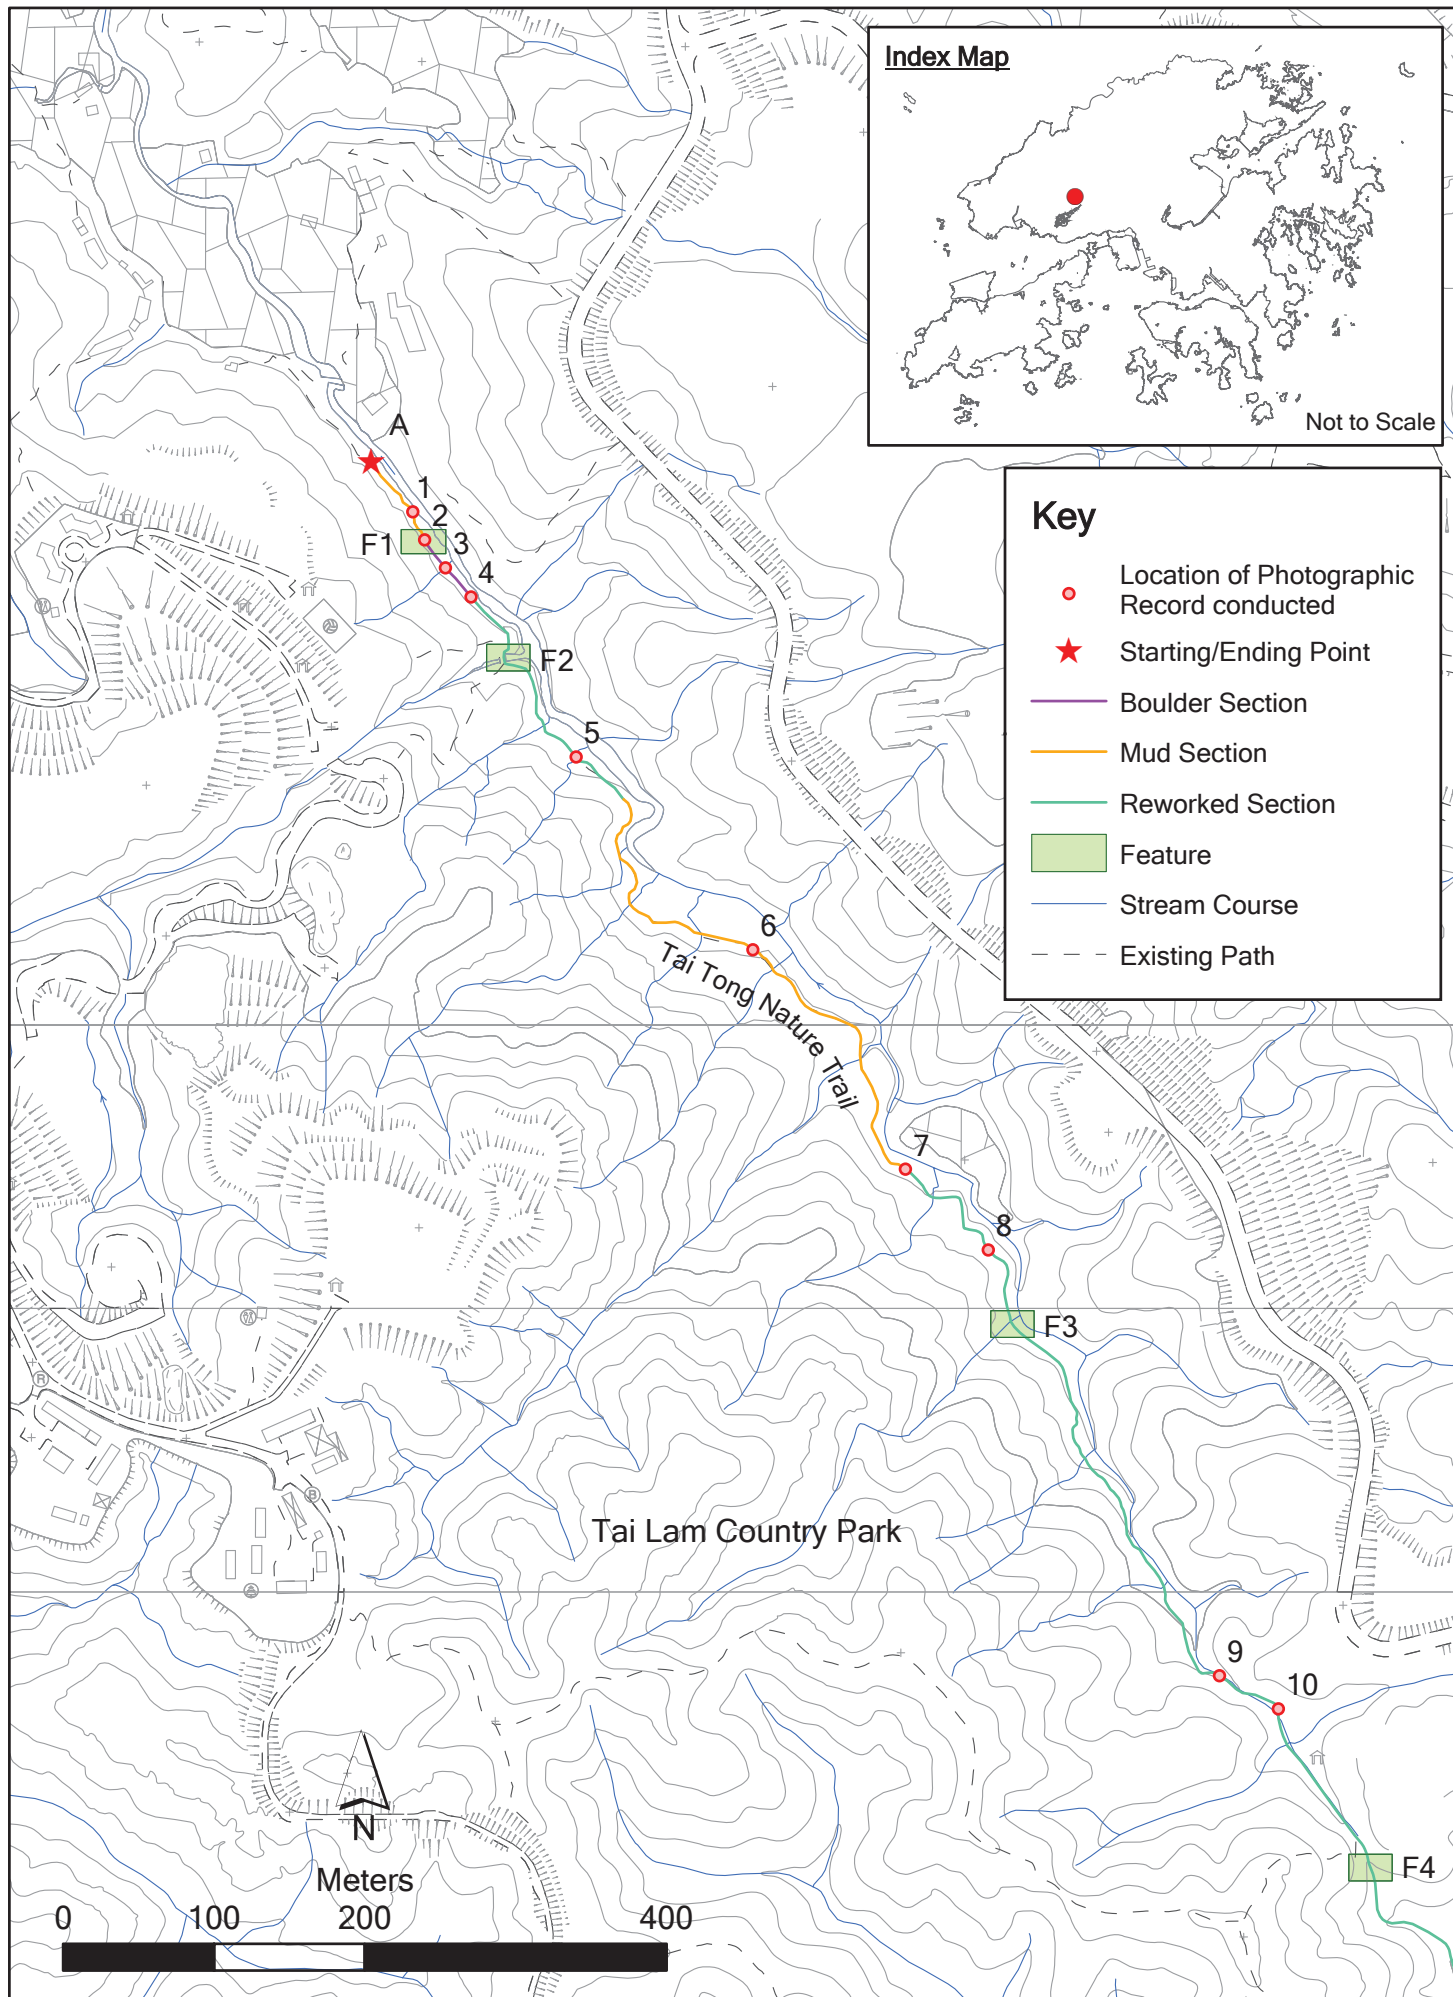 Index Map
Not to Scale
Key
Location of Photographic
Record conducted
Starting/Ending Point
Boulder Section
Mud Section
Reworked Section
Feature
Stream Course
Existing Path
A
1
2
F1
3
4
F2
5
6
Tai Tong Nature Trail
7
8
F3
R
B
Tai Lam Country Park
9
10
F4
N
Meters
0 100 200 400